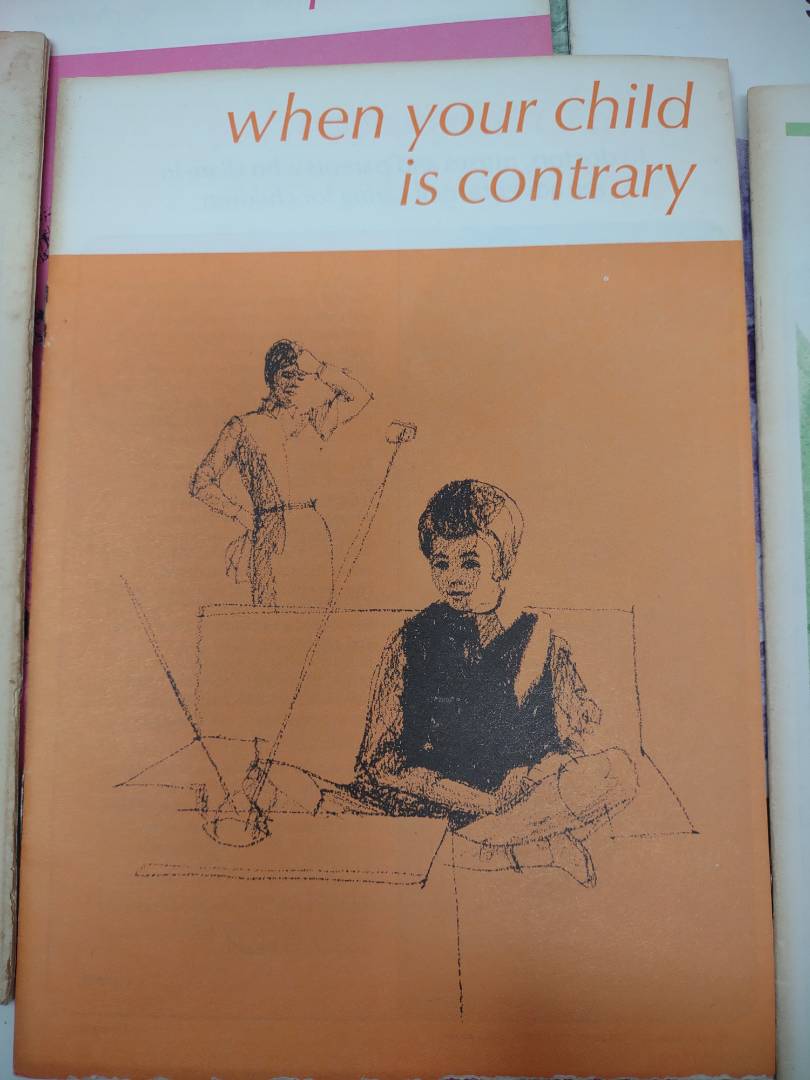 when your child
is contrary